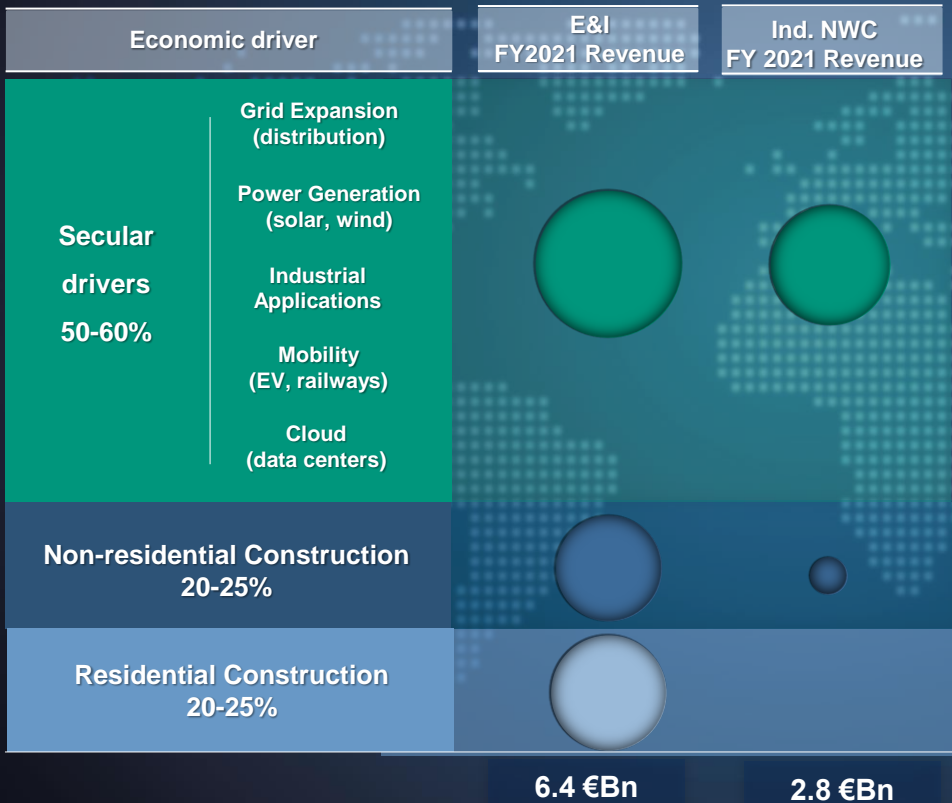 Economic driver
E&I
FY2021 Revenue
Ind. NWC
FY 2021 Revenue
Secular
drivers
50-60%
Grid Expansion
(distribution)
Power Generation
(solar, wind)
Industrial
Applications
Mobility
(EV, railways)
Cloud
(data centers)
Non-residential Construction
20-25%
Residential Construction
20-25%
6.4 €Bn
2.8 €Bn